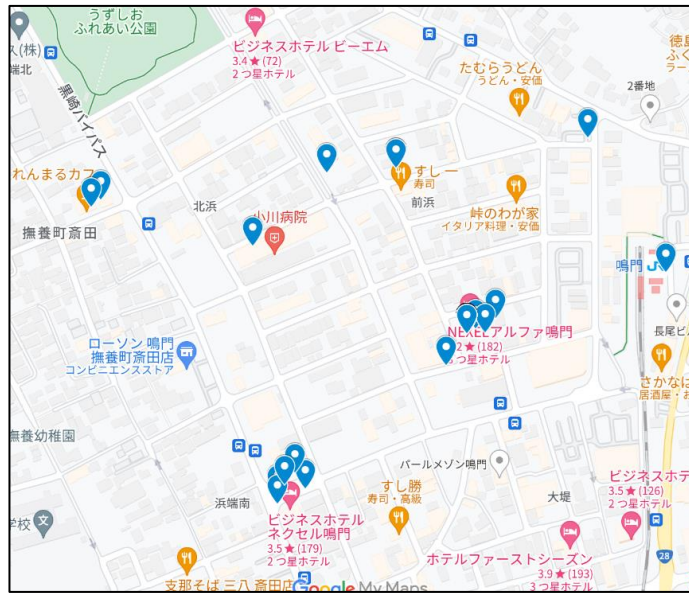 うずしお
ふれあい公園
ビジネスホテル ビーエム
3.4★(72)
2つ星ホテル
(株)
端北
黒崎バイパス
たむらうどん
うどん・安価
2番地
れんまるカフ
すし一
寿司
北浜
前浜
峠のわが家
イタリア料理・安価
小川病院
撫養町斎田
鳴門
NEXELアルファ鳴門
2★(182)
つ星ホテル
長尾ビ
ローソン 鳴門
撫養町斎田店
コンビニエンスストア
さかなは
居酒屋・お
撫養幼稚園
パールメゾン鳴門
浜端南
すし勝
寿司・高級
大堤
ビジネスホテ
3.5★(126)
2つ星ホテル
学校
ビジネスホテル
ネクセル鳴門
3.5★(179)
2つ星ホテル
ホテルファーストシーズン
3.9★(193)
3つ星ホテル
28
支那そば 三八 斎田店
Google My Maps